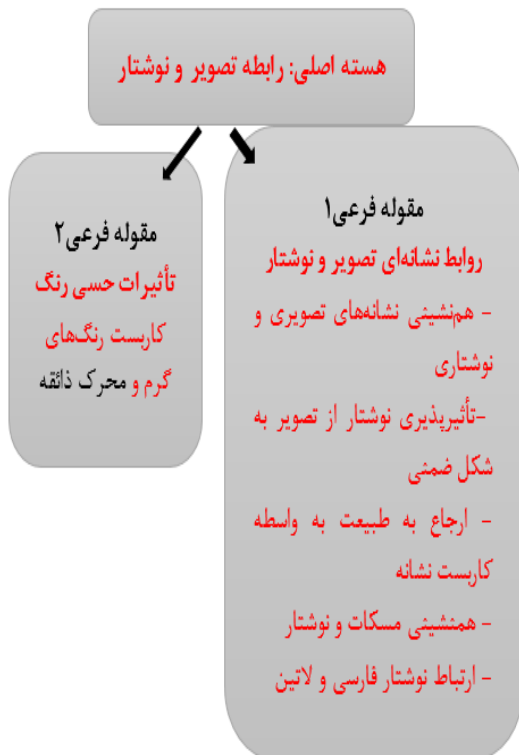 هسته اصلی: رابطه تصویر و نوشتار
مقوله فرعی۱
روابط نشانه‌ای تصویر و نوشتار
- هم‌نشینی نشانه‌های تصویری و
نوشتاری
-تأثیرپذیری نوشتار از تصویر به
شکل ضمنی
- ارجاع به طبیعت به واسطه
کاربست نشانه
- همنشینی مسکات و نوشتار
- ارتباط نوشتار فارسی و لاتین
مقوله فرعی۲
تأثیرات حسی رنگ
کاربست رنگ‌های
گرم و محرک ذائقه